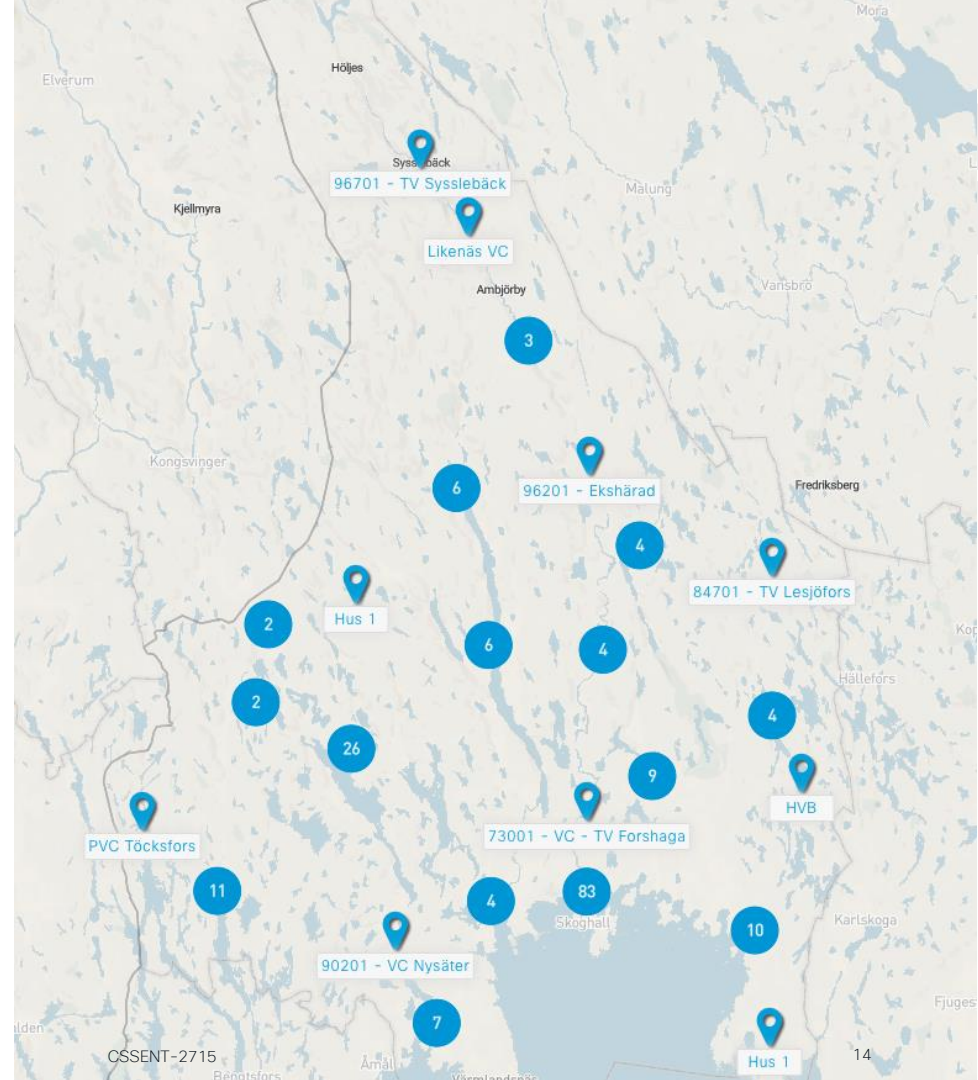 Mora
Höljes
Elverum
96701 - TV Sysslebäck
Malung
Kjellmyra
Likenäs VC
Vansbro
Ambjörby
3
Kongsvinger
6
96201 - Ekshärad
Fredriksberg
4
84701 - TV Lesjöfors
Hus 1
2
6
4
Hällefors
2
4
26
9
HVB
73001 - VC - TV Forshaga
PVC Töcksfors
11
4
83
Skoghall
10
Karlskoga
90201 - VC Nysäter
7
CSSENT-2715
Åmål
Hus 1
14
Bengtsfors
Värmlandsnäs